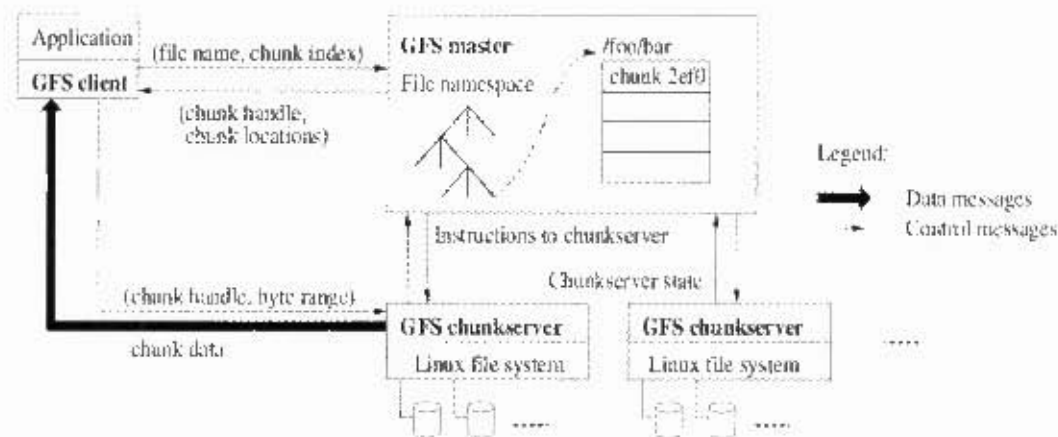 Application
GFS client
(file name, chunk index)
(chunk handle,
chunk locations)
GFS master
File namespace
/foo/bar
chunk 2ef0
Legend:
Data messages
Control messages
Instructions to chunkserver
Chunkserver state
(chunk handle, byte range)
chunk data
GFS chunkserver
Linux file system
GFS chunkserver
Linux file system